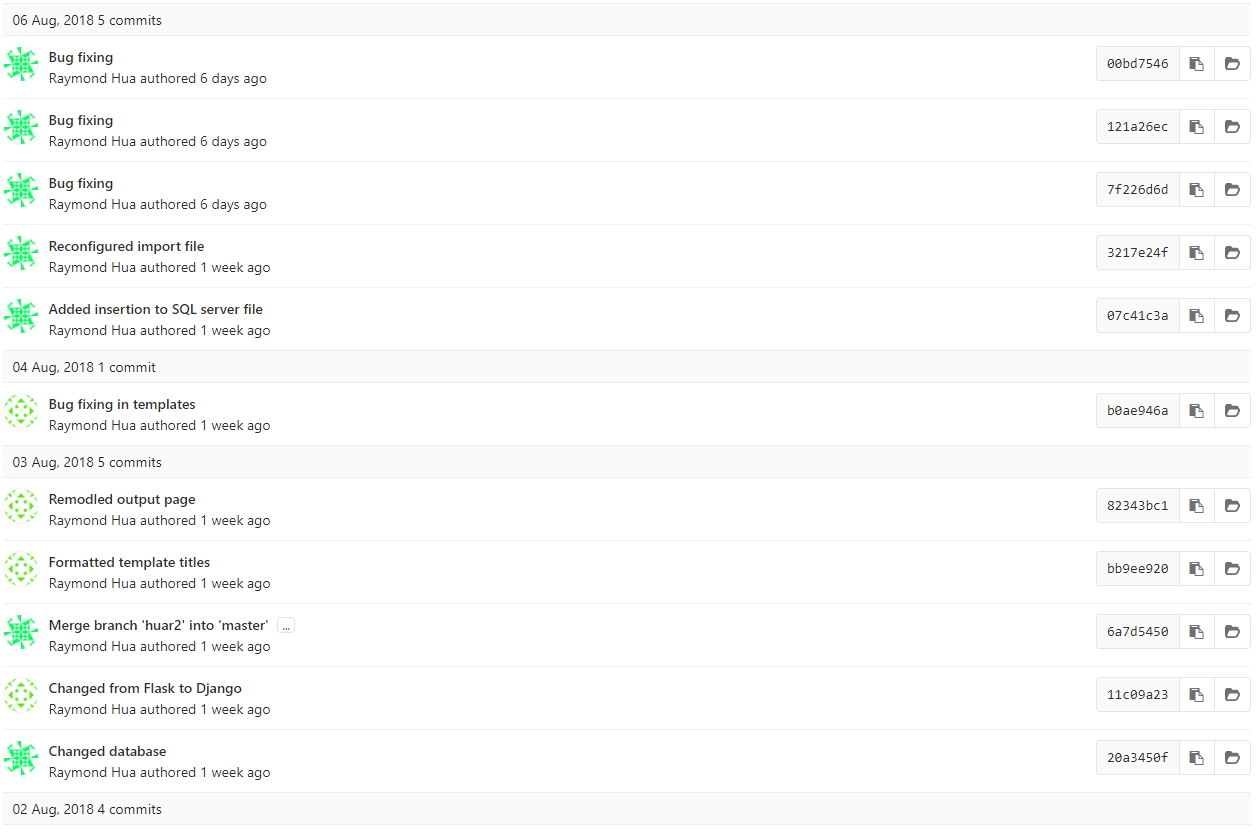 06 Aug, 2018 5 commits
Bug fixing
Raymond Hua authored 6 days ago
00bd7546
Bug fixing
Raymond Hua authored 6 days ago
121a26ec
Bug fixing
Raymond Hua authored 6 days ago
7f226d6d
Reconfigured import file
Raymond Hua authored 1 week ago
3217e24f
Added insertion to SQL server file
Raymond Hua authored 1 week ago
07c41c3a
04 Aug, 2018 1 commit
Bug fixing in templates
Raymond Hua authored 1 week ago
b0ae946a
03 Aug, 2018 5 commits
Remodled output page
Raymond Hua authored 1 week ago
82343bc1
Formatted template titles
Raymond Hua authored 1 week ago
bb9ee920
Merge branch 'huar2' into 'master' ...
Raymond Hua authored 1 week ago
6a7d5450
Changed from Flask to Django
Raymond Hua authored 1 week ago
11c09a23
Changed database
Raymond Hua authored 1 week ago
20a3450f
02 Aug, 2018 4 commits